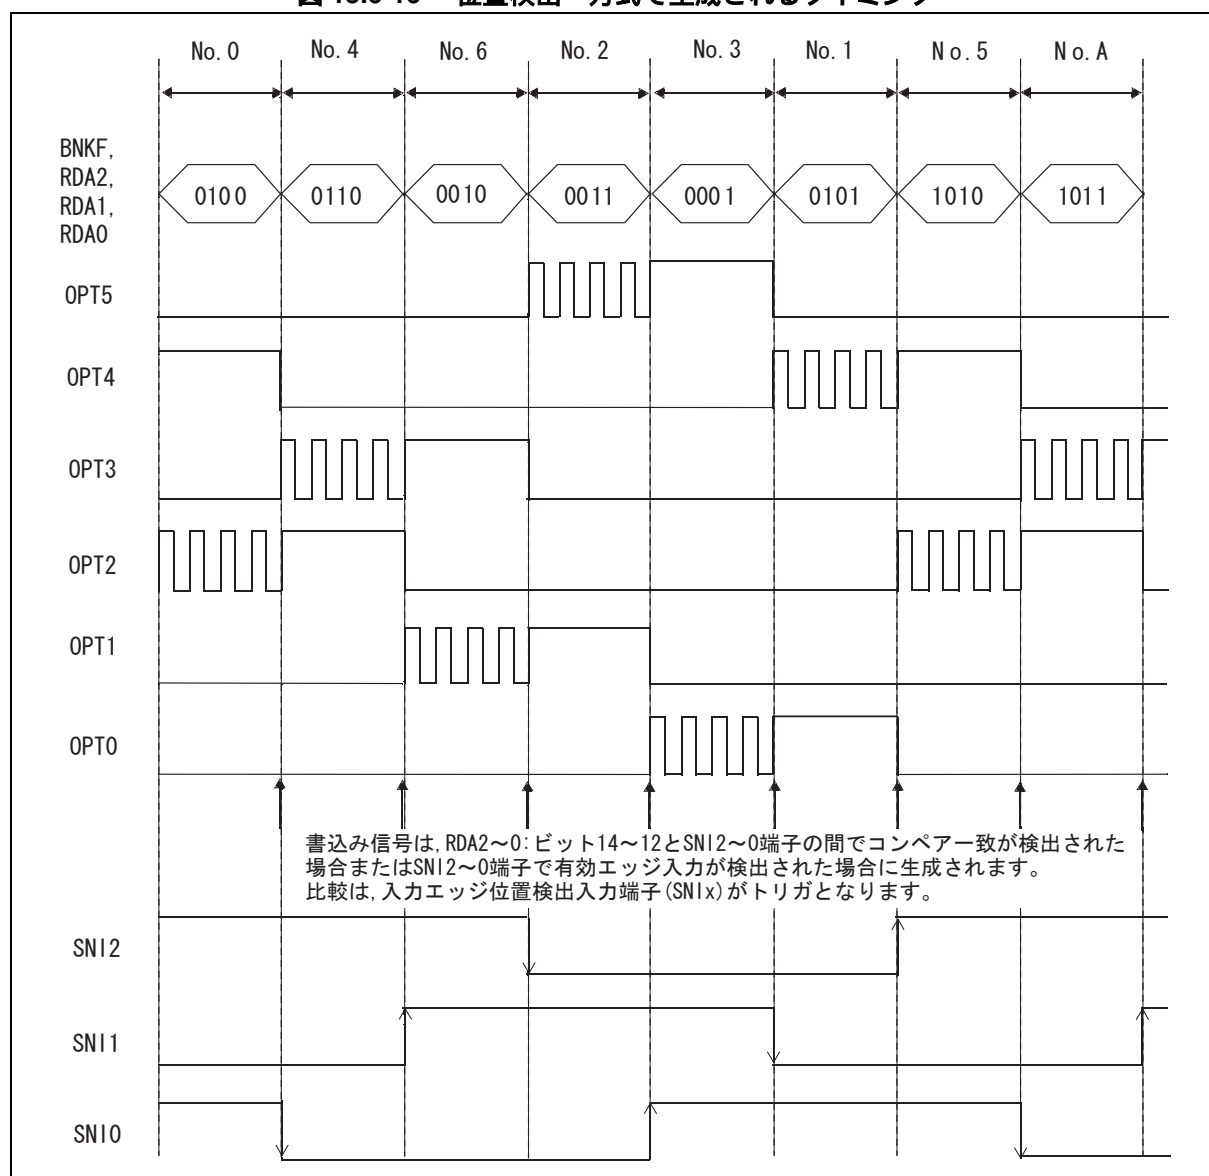 No.0 No.4 No.6 No.2 No.3 No.1 No.5 No.A
BNKF,
RDA2,
RDA1,
RDA0
0100 0110 0010 0011 0001 0101 1010 1011
OPT5
OPT4
OPT3
OPT2
OPT1
OPT0
書込み信号は,RDA2～0:ビット14～12とSNI2～0端子の間でコンペアー致が検出された
場合またはSNI2～0端子で有効エッジ入力が検出された場合に生成されます。
比較は,入力エッジ位置検出入力端子(SNIx)がトリガとなります。
SNI2
SNI1
SNI0